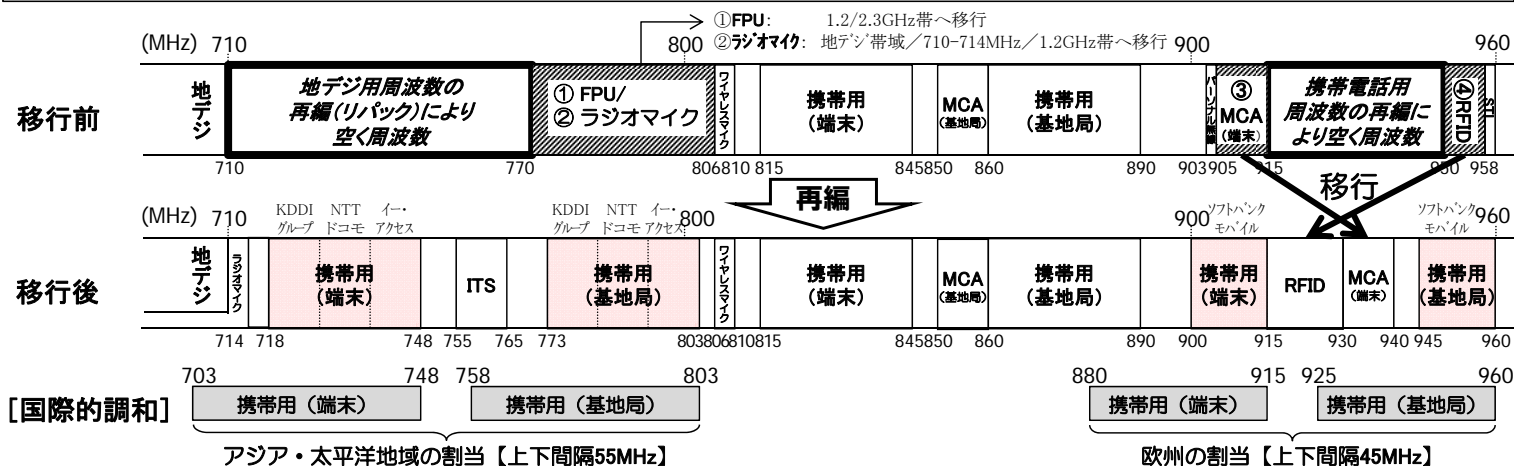 ①FPU: 1.2/2.3GHz帯へ移行
②ラジオマイク: 地デジ帯域/710-714MHz/1.2GHz帯へ移行
(MHz) 710 800 900 960
移行前
地デジ
地デジ用周波数の
再編(リパック)により
空く周波数
① FPU/
② ラジオマイク
ワイヤレスマイク
携帯用
(端末)
MCA
(基地局)
携帯用
(基地局)
パーソナル無線
③
MCA
(端末)
携帯電話用
周波数の再編に
より空く周波数
④RFID
STL
710 770 806 810 815 845 850 860 890 903 905 915 950 958
再編
移行
(MHz) 710 800 900 960
KDDI
グループ
NTT
ドコモ
イー・
アクセス
KDDI
グループ
NTT
ドコモ
イー・
アクセス
ソフトバンク
モバイル
ソフトバンク
モバイル
移行後
地デジ
ラジオマイク
携帯用
(端末)
ITS
携帯用
(基地局)
ワイヤレスマイク
携帯用
(端末)
MCA
(基地局)
携帯用
(基地局)
携帯用
(端末)
RFID
MCA
(端末)
携帯用
(基地局)
714 718 748 755 765 773 803 806 810 815 845 850 860 890 900 915 930 940 945 960
703 748 758 803 880 915 925 960
[国際的調和]
携帯用(端末) 携帯用(基地局) 携帯用(端末) 携帯用(基地局)
アジア・太平洋地域の割当【上下間隔55MHz】 欧州の割当【上下間隔45MHz】